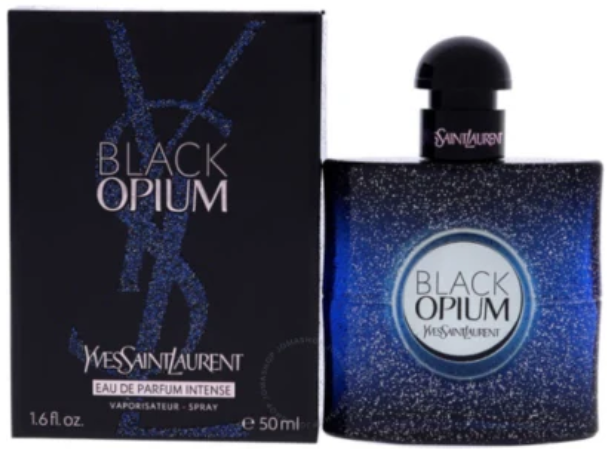 BLACK
OPIUM
YVESSAINTLAURENT
EAU DE PARFUM INTENSE
VAPORISATEUR - SPRAY
1.6 fl. oz. e 50 ml
SAINTLAURENT
BLACK
OPIUM
YVESSAINTLAURENT